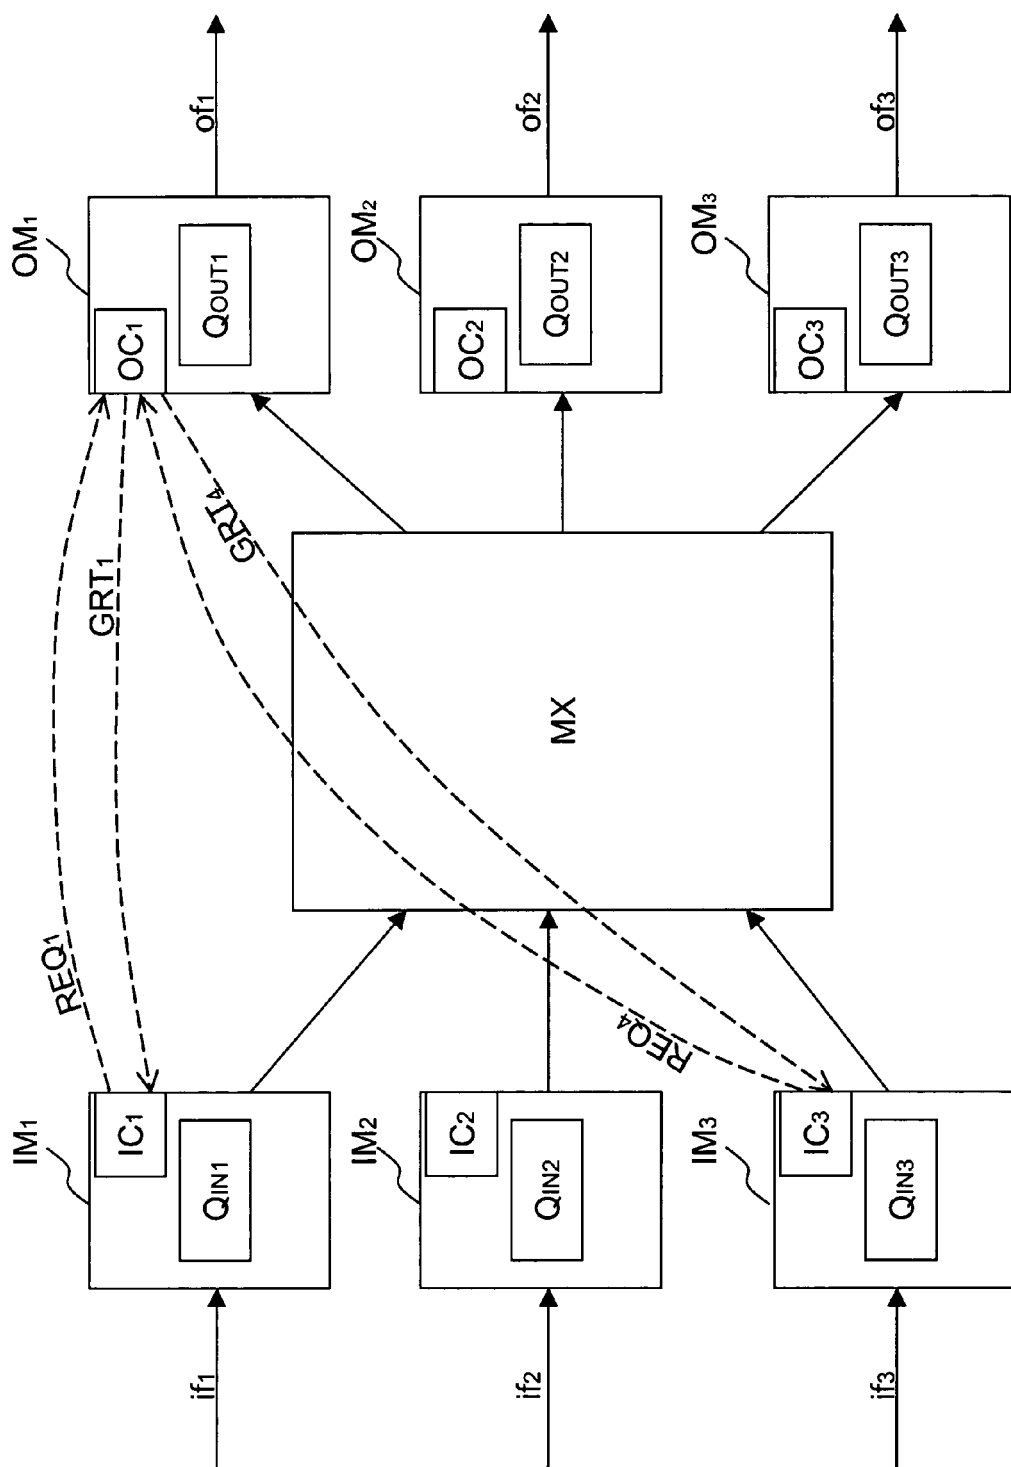 of1
of2
of3
OM1
OM2
OM3
OC1
QOUT1
OC2
QOUT2
OC3
QOUT3
REQ1
GRT1
GRT4
REQ4
MX
IM1
IM2
IM3
IC1
QIN1
IC2
QIN2
IC3
QIN3
if1
if2
if3